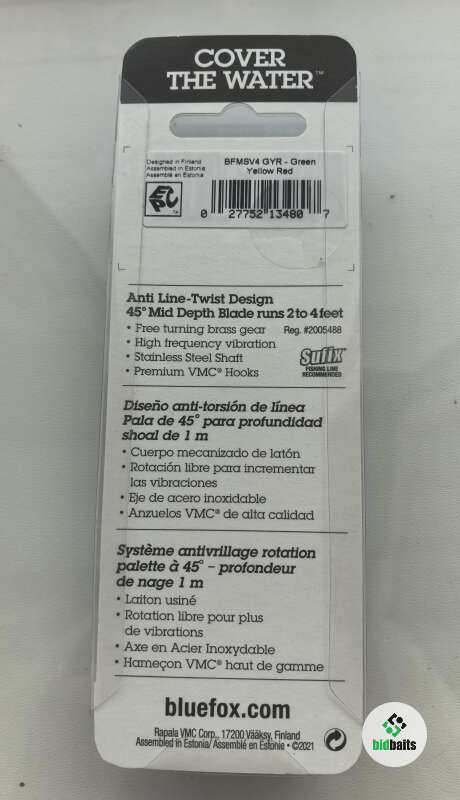 COVER
THE WATER™
Designed in Finland
Assembled in Estonia
Assemblé en Estonie
BFMSV4 GYR - Green
Yellow Red
EPC
0 27752 13480 7
Anti Line-Twist Design
45° Mid Depth Blade runs 2 to 4 feet
• Free turning brass gear Reg. #2005488
• High frequency vibration
• Stainless Steel Shaft
• Premium VMC® Hooks
Sufix
FISHING LINE
RECOMMENDED
Diseño anti-torsión de línea
Pala de 45° para profundidad
shoal de 1 m
• Cuerpo mecanizado de latón
• Rotación libre para incrementar
las vibraciones
• Eje de acero inoxidable
• Anzuelos VMC® de alta calidad
Système antivrillage rotation
palette à 45° – profondeur
de nage 1 m
• Laiton usiné
• Rotation libre pour plus
de vibrations
• Axe en Acier Inoxydable
• Hameçon VMC® haut de gamme
bluefox.com
Rapala VMC Corp., 17200 Vääksy, Finland
Assembled in Estonia/ Assemblé en Estonie • ©2021
bidbaits